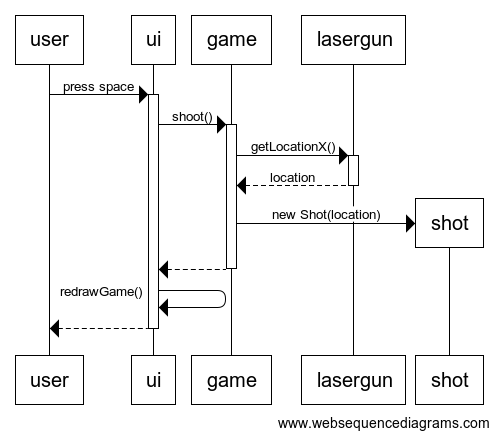 user ui game lasergun
press space
shoot()
getLocationX()
location
new Shot(location)
shot
redrawGame()
user ui game lasergun shot
www.websequencediagrams.com